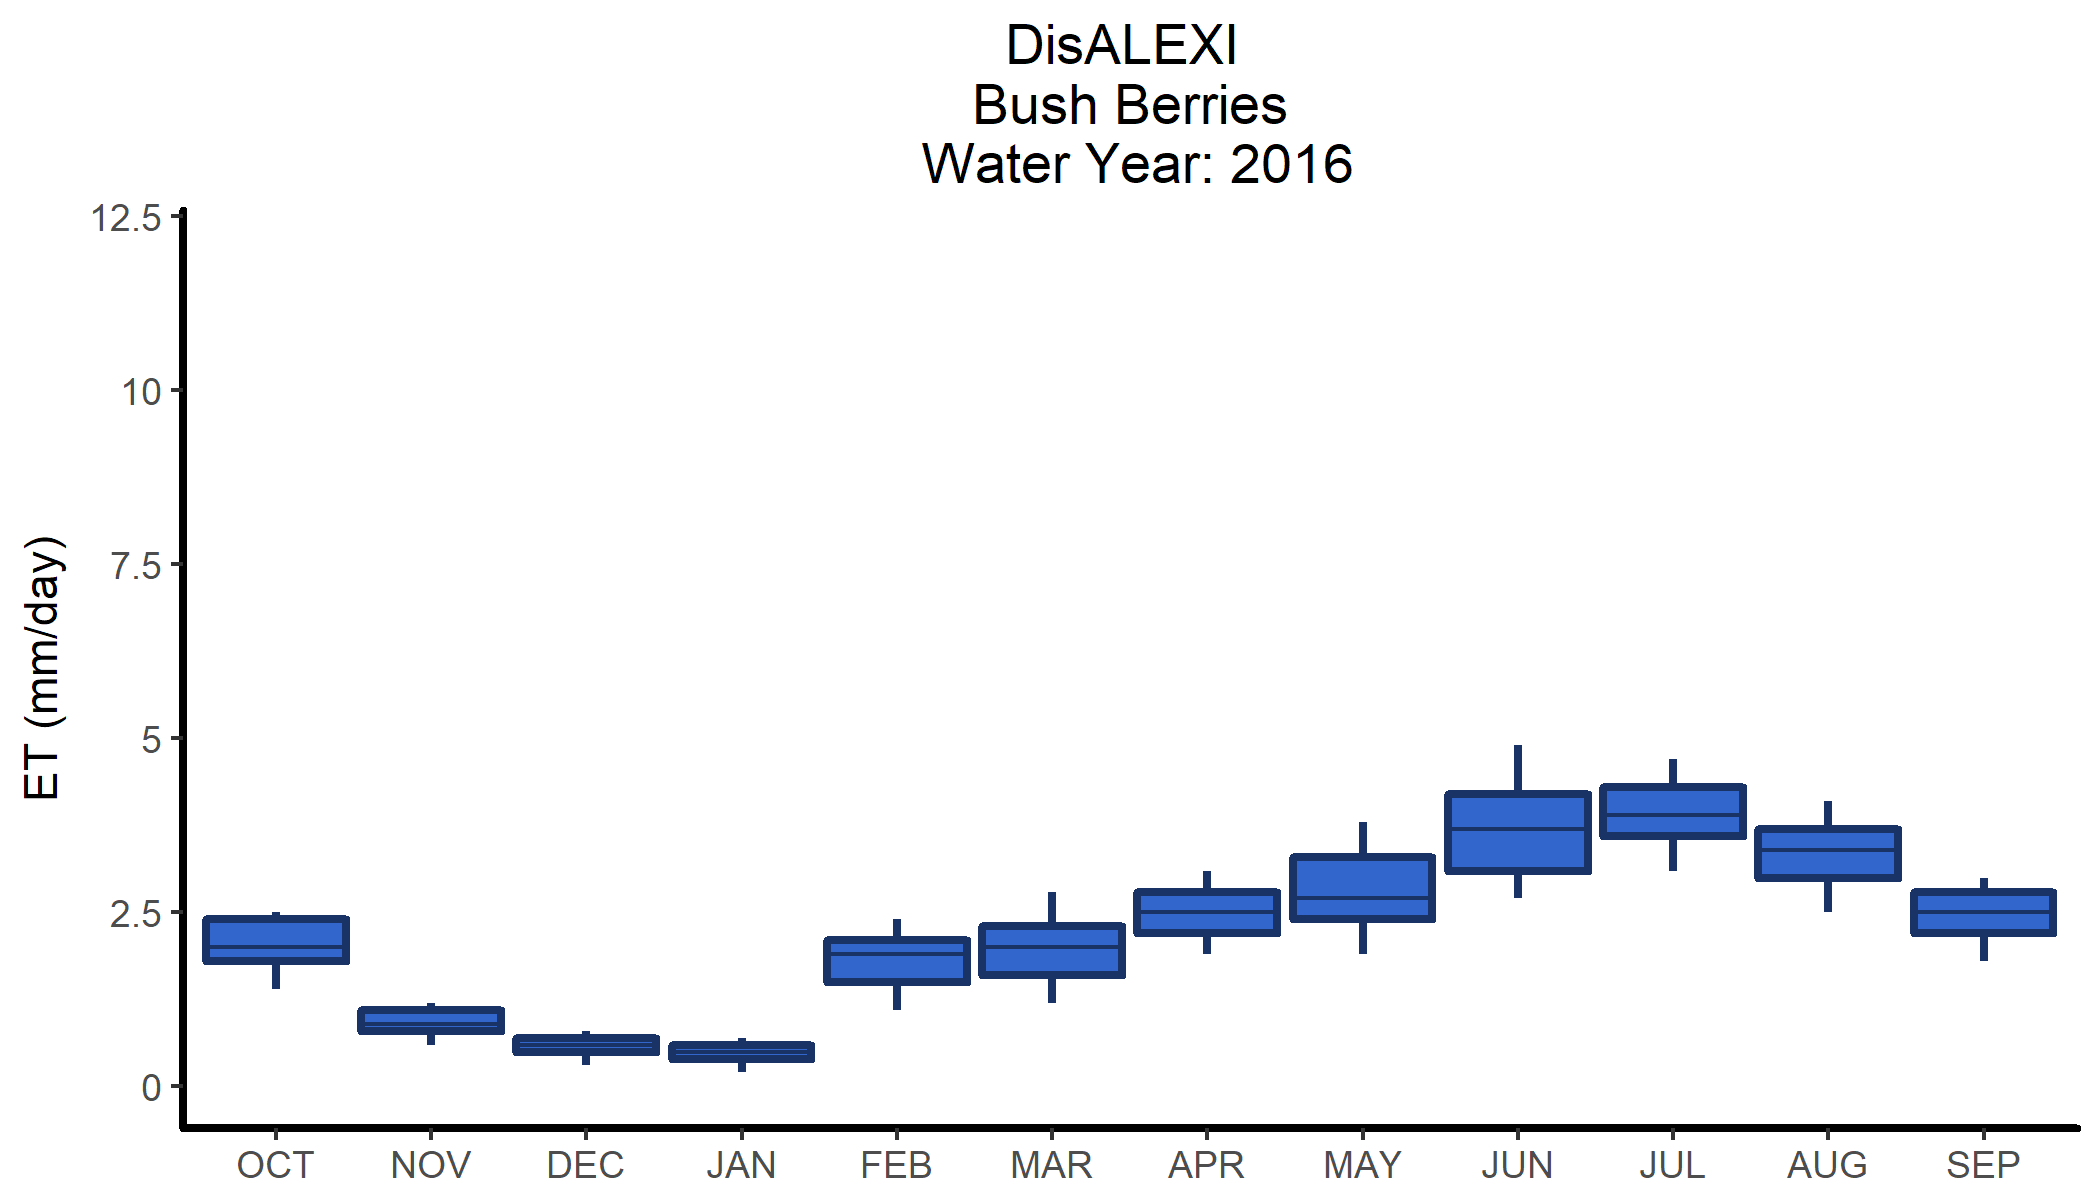 DisALEXI
Bush Berries
Water Year: 2016
12.5
10
7.5
5
2.5
0
ET (mm/day)
OCT NOV DEC JAN FEB MAR APR MAY JUN JUL AUG SEP